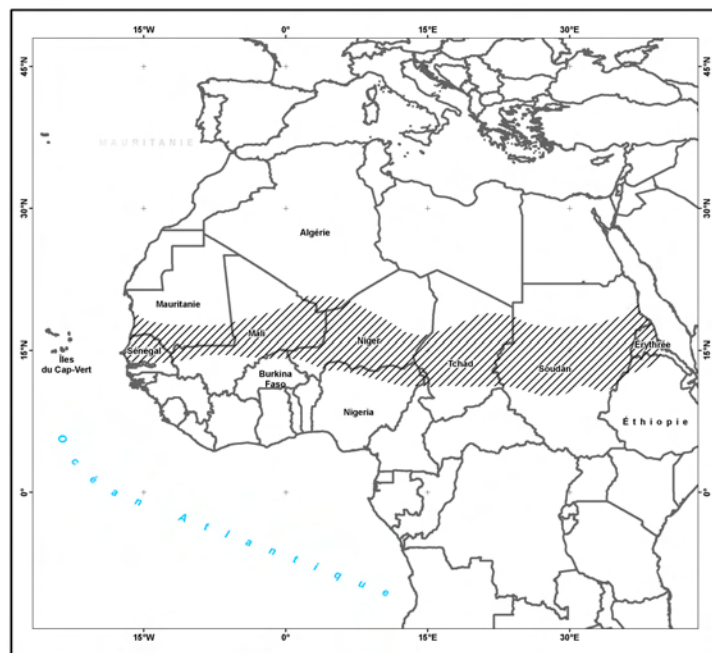 15°W 0° 15°E 30°E
45°N 45°N
MAURITANIE
30°N 30°N
Algérie
Mauritanie
Mali
Niger
15°N 15°N
Sénégal
Érythrée
Îles
du Cap-Vert
Tchad
Soudan
Burkina
Faso
Nigeria
Éthiopie
Océan Atlantique
0° 0°
15°W 0° 15°E 30°E